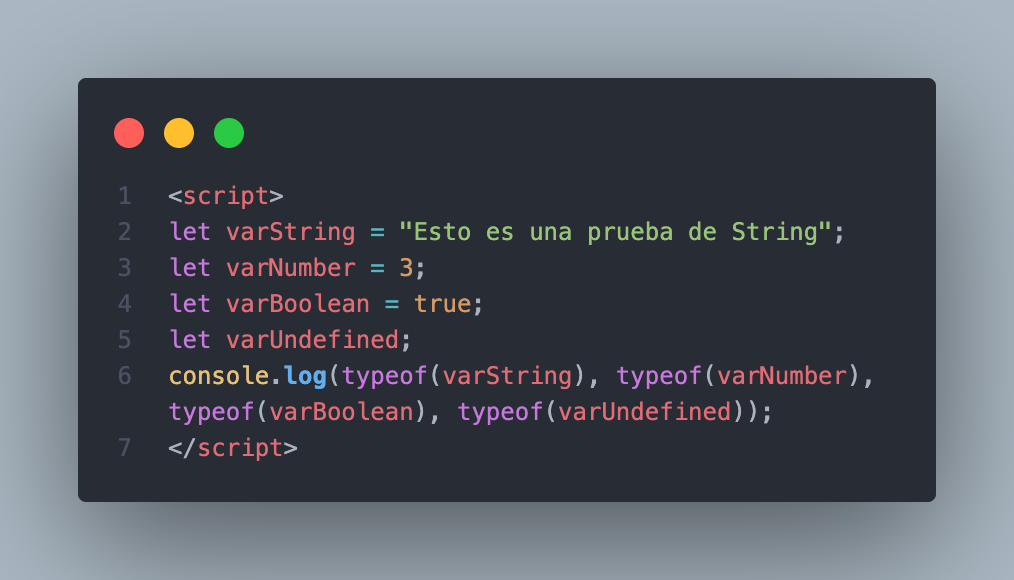 1 <script>
2 let varString = "Esto es una prueba de String";
3 let varNumber = 3;
4 let varBoolean = true;
5 let varUndefined;
6 console.log(typeof(varString), typeof(varNumber),
typeof(varBoolean), typeof(varUndefined));
7 </script>